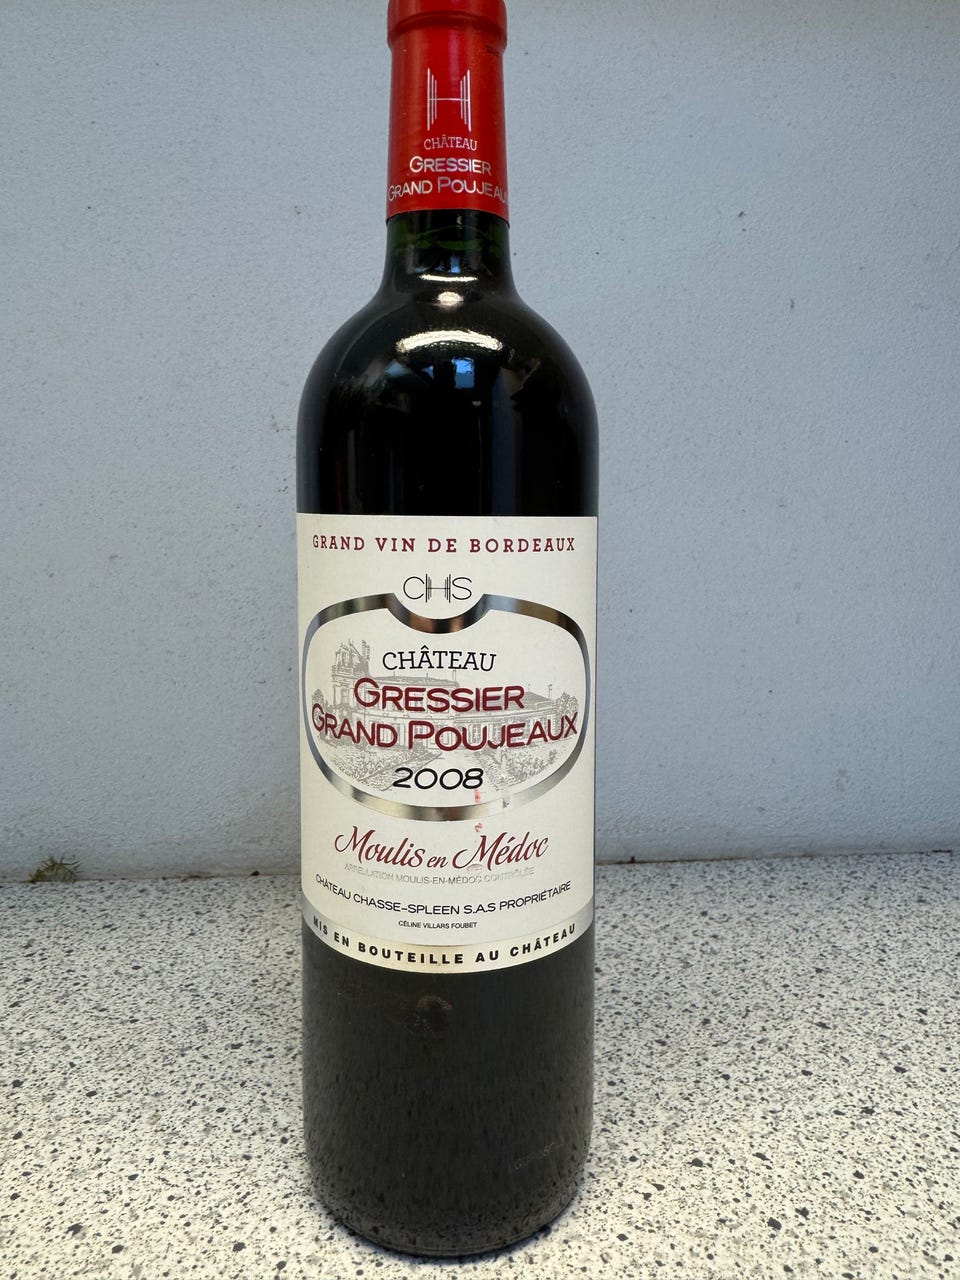 H
CHÂTEAU
GRESSIER
GRAND POUJEAU
GRAND VIN DE BORDEAUX
CHS
CHÂTEAU
GRESSIER
GRAND POUJEAUX
2008
Moulis en Médoc
APPELLATION MOULIS-EN-MÉDOC CONTRÔLÉE
CHÂTEAU CHASSE-SPLEEN S.A.S PROPRIÉTAIRE
CÉLINE VILLARS FOUBET
MIS EN BOUTEILLE AU CHÂTEAU